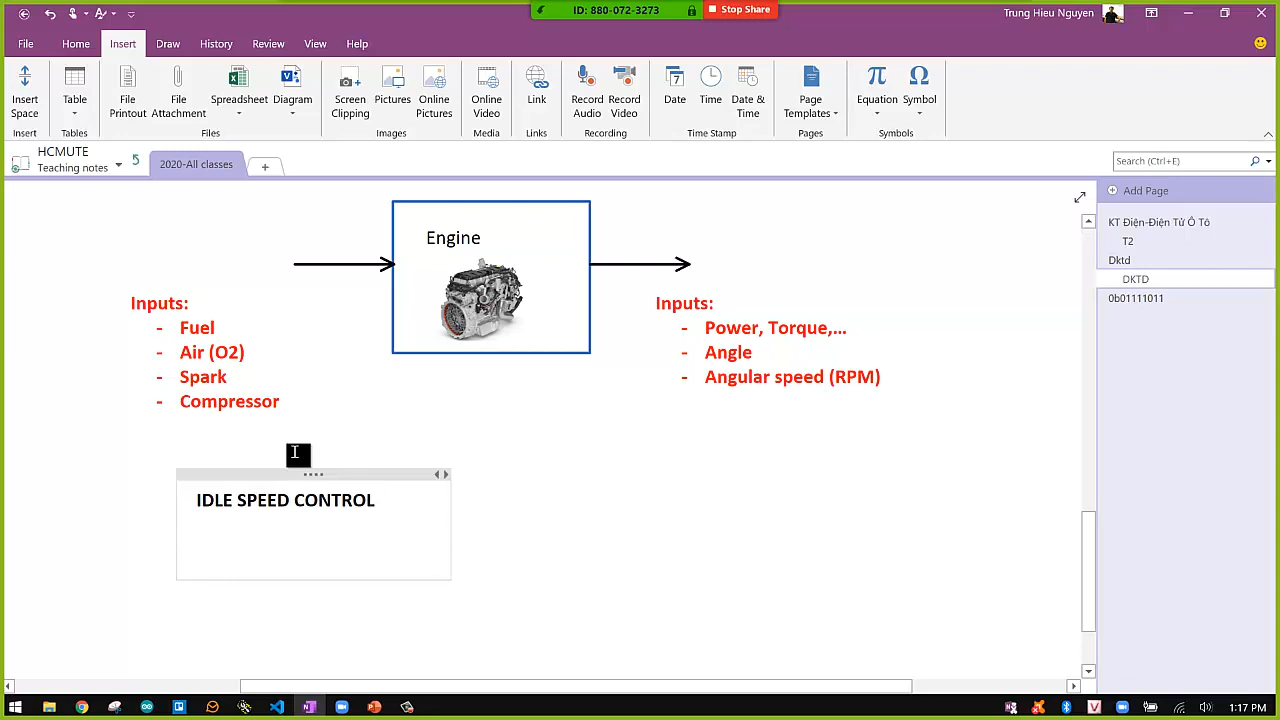 ID: 880-072-3273
Stop Share
Trung Hieu Nguyen
File Home Insert Draw History Review View Help
Insert Space
Table
File Printout
File Attachment
Spreadsheet
Diagram
Screen Clipping
Pictures
Online Pictures
Online Video
Link
Record Audio
Record Video
Date
Time
Date & Time
Page Templates
Equation
Symbol
Insert Tables Files Images Media Links Recording Time Stamp Pages Symbols
HCMUTE
Teaching notes
2020-All classes
+
Search (Ctrl+E)
Add Page
KT Điện-Điện Tử Ô Tô
T2
Dktd
DKTD
0b01111011
Engine
Inputs:
- Fuel
- Air (O2)
- Spark
- Compressor
Inputs:
- Power, Torque,...
- Angle
- Angular speed (RPM)
IDLE SPEED CONTROL
1:17 PM